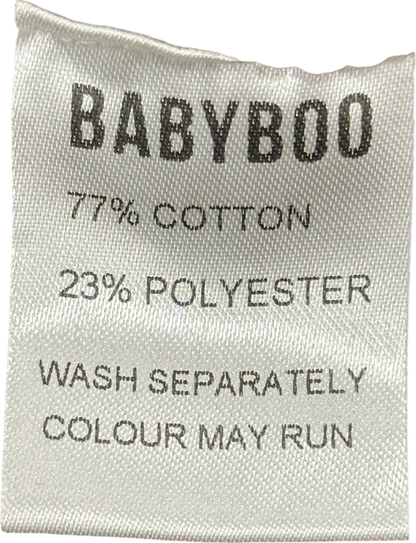 BABYBOO
77% COTTON
23% POLYESTER
WASH SEPARATELY
COLOUR MAY RUN